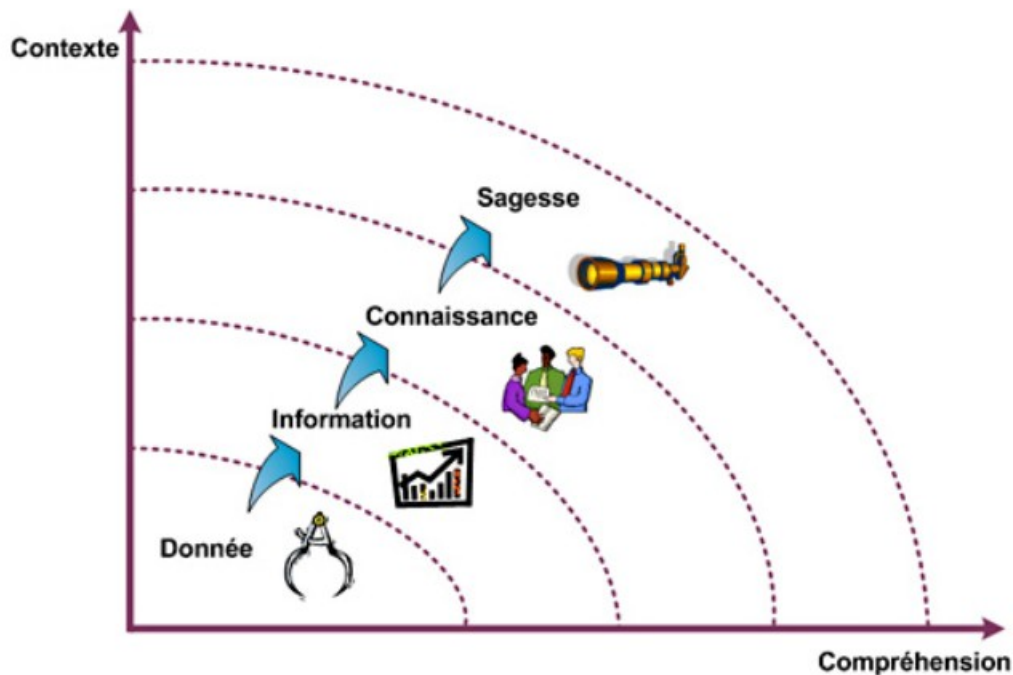 Contexte
Sagesse
Connaissance
Information
Donnée
Compréhension